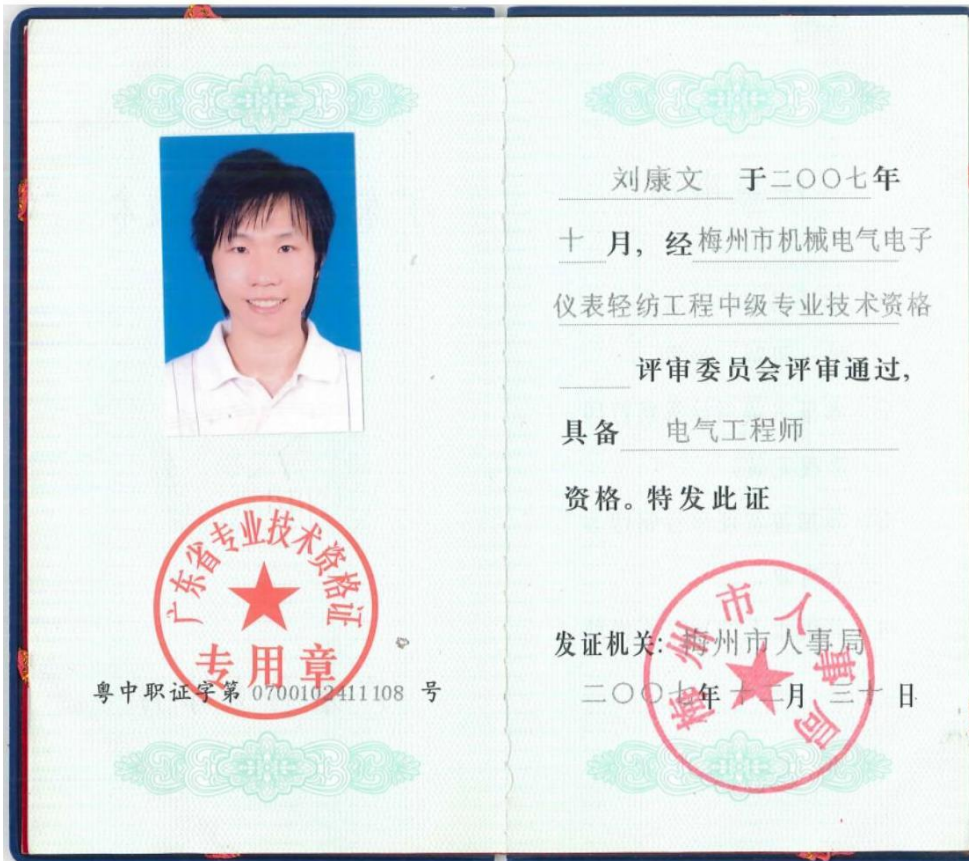 广东省专业技术资格证
专用章
粤中职证字第 0700102411108 号
刘康文 于二〇〇七年
十 月，经梅州市机械电气电子
仪表轻纺工程中级专业技术资格
评审委员会评审通过，
具备 电气工程师
资格。特发此证
发证机关：梅州市人事局
二〇〇七年十二月三十日
梅州市人事局